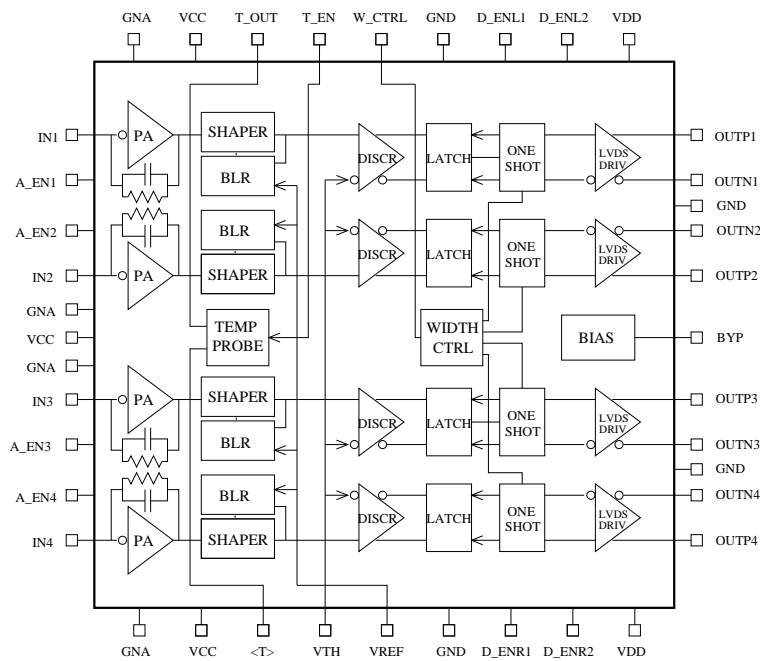 GNA VCC T_OUT T_EN W_CTRL GND D_ENL1 D_ENL2 VDD
IN1 PA SHAPER DISCR LATCH ONE SHOT LVDS DRIV OUTP1
A_EN1 BLR OUTN1
GND
A_EN2 BLR OUTN2
IN2 PA SHAPER DISCR LATCH ONE SHOT LVDS DRIV OUTP2
GNA
VCC TEMP PROBE WIDTH CTRL BIAS BYP
GNA
IN3 PA SHAPER DISCR LATCH ONE SHOT LVDS DRIV OUTP3
A_EN3 BLR OUTN3
GND
A_EN4 BLR OUTN4
IN4 PA SHAPER DISCR LATCH ONE SHOT LVDS DRIV OUTP4
GNA VCC <T> VTH VREF GND D_ENR1 D_ENR2 VDD